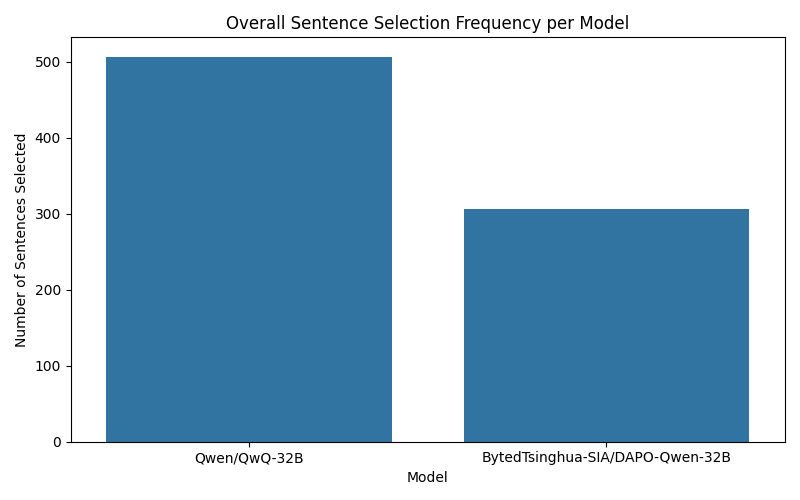 Overall Sentence Selection Frequency per Model
Number of Sentences Selected
500
400
300
200
100
0
Qwen/QwQ-32B
BytedTsinghua-SIA/DAPO-Qwen-32B
Model